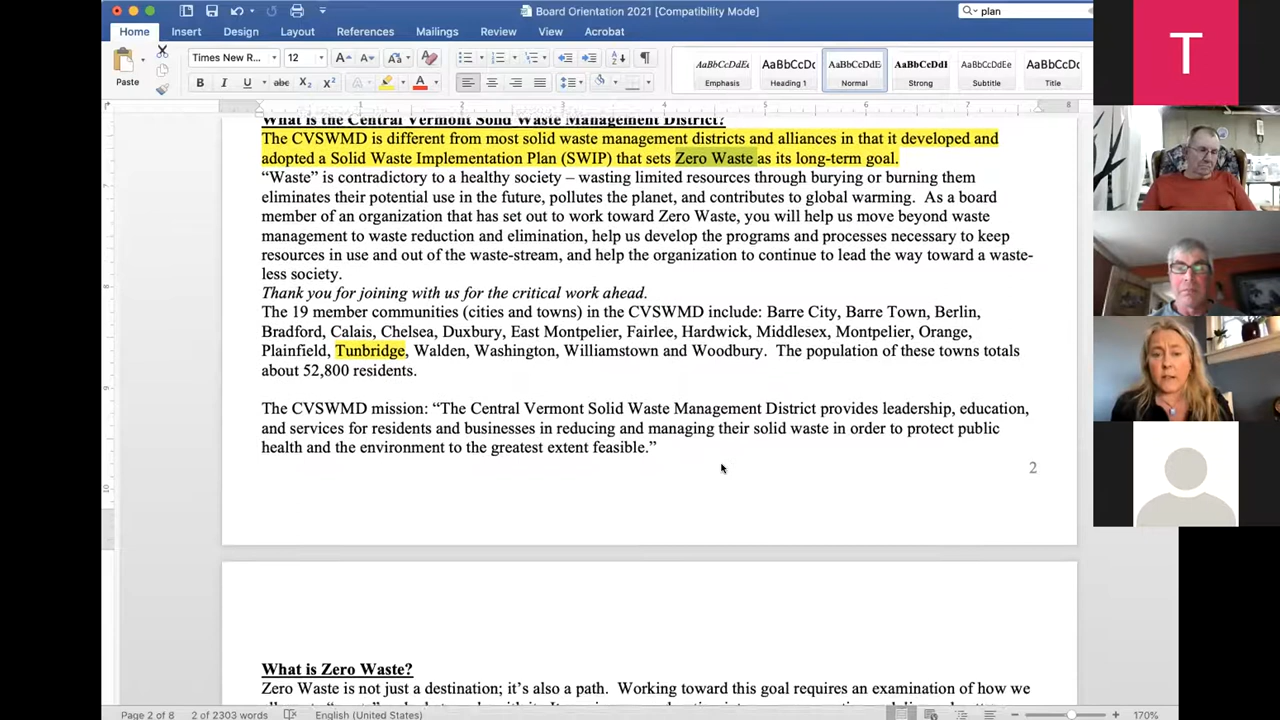 Board Orientation 2021 [Compatibility Mode]
plan
Home Insert Design Layout References Mailings Review View Acrobat
Paste
Times New R... 12
AaBbCcDdEe AaBbCcDc AaBbCcDdE AaBbCcDdI AaBbCcDdE AaBbCcDc
Emphasis Heading 1 Normal Strong Subtitle Title
1 2 3 4 5 6 7 8
What is the Central Vermont Solid Waste Management District?
The CVSWMD is different from most solid waste management districts and alliances in that it developed and
adopted a Solid Waste Implementation Plan (SWIP) that sets Zero Waste as its long-term goal.
“Waste” is contradictory to a healthy society – wasting limited resources through burying or burning them
eliminates their potential use in the future, pollutes the planet, and contributes to global warming. As a board
member of an organization that has set out to work toward Zero Waste, you will help us move beyond waste
management to waste reduction and elimination, help us develop the programs and processes necessary to keep
resources in use and out of the waste-stream, and help the organization to continue to lead the way toward a waste-
less society.
Thank you for joining with us for the critical work ahead.
The 19 member communities (cities and towns) in the CVSWMD include: Barre City, Barre Town, Berlin,
Bradford, Calais, Chelsea, Duxbury, East Montpelier, Fairlee, Hardwick, Middlesex, Montpelier, Orange,
Plainfield, Tunbridge, Walden, Washington, Williamstown and Woodbury. The population of these towns totals
about 52,800 residents.
The CVSWMD mission: “The Central Vermont Solid Waste Management District provides leadership, education,
and services for residents and businesses in reducing and managing their solid waste in order to protect public
health and the environment to the greatest extent feasible.”
2
What is Zero Waste?
Zero Waste is not just a destination; it’s also a path. Working toward this goal requires an examination of how we
Page 2 of 8 2 of 2303 words English (United States) 170%
T